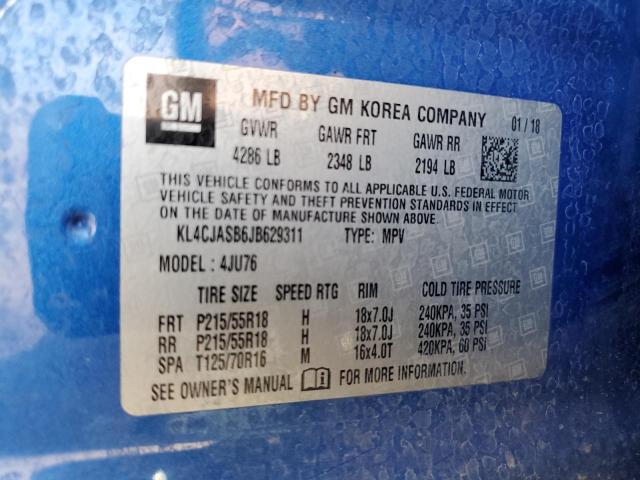 GM MFD BY GM KOREA COMPANY 01 / 18
GVWR GAWR FRT GAWR RR
4286 LB 2348 LB 2194 LB
THIS VEHICLE CONFORMS TO ALL APPLICABLE U.S. FEDERAL MOTOR
VEHICLE SAFETY AND THEFT PREVENTION STANDARDS IN EFFECT
ON THE DATE OF MANUFACTURE SHOWN ABOVE.
KL4CJASB6JB629311 TYPE: MPV
MODEL : 4JU76
TIRE SIZE SPEED RTG RIM COLD TIRE PRESSURE
FRT P215/55R18 H 18x7.0J 240KPA, 35 PSI
RR P215/55R18 H 18x7.0J 240KPA, 35 PSI
SPA T125/70R16 M 16x4.0T 420KPA, 60 PSI
SEE OWNER'S MANUAL FOR MORE INFORMATION.